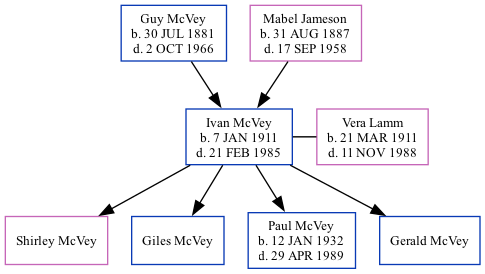 Guy McVey
b. 30 JUL 1881
d. 2 OCT 1966
Mabel Jameson
b. 31 AUG 1887
d. 17 SEP 1958
Ivan McVey
b. 7 JAN 1911
d. 21 FEB 1985
Vera Lamm
b. 21 MAR 1911
d. 11 NOV 1988
Shirley McVey
Giles McVey
Paul McVey
b. 12 JAN 1932
d. 29 APR 1989
Gerald McVey